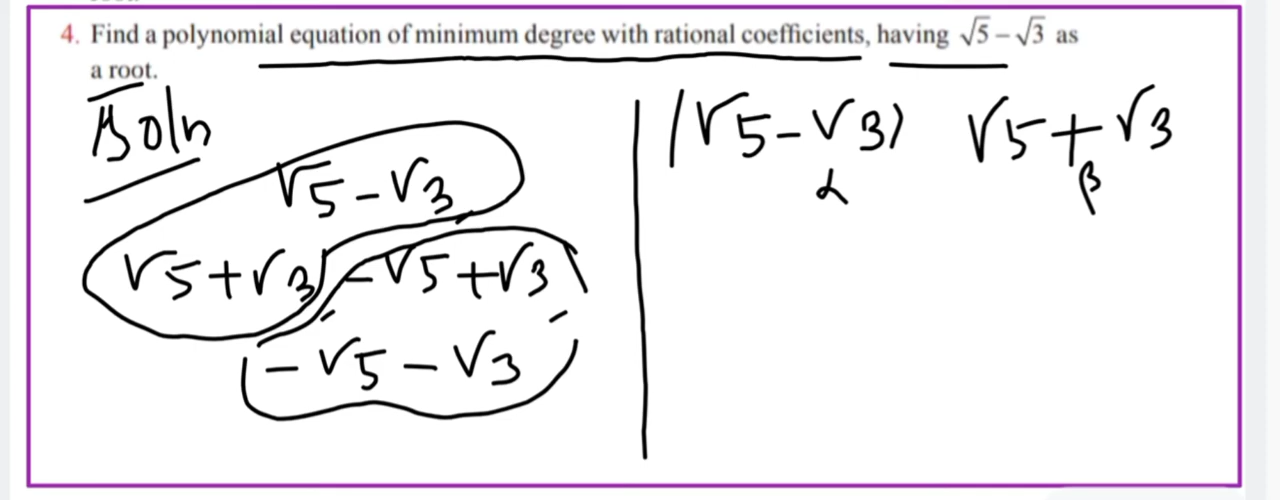 4. Find a polynomial equation of minimum degree with rational coefficients, having √5 − √3 as
a root.
Soln
√5 − √3
√5 + √3 −√5 + √3
−√5 − √3
(√5 − √3) √5 + √3
α β